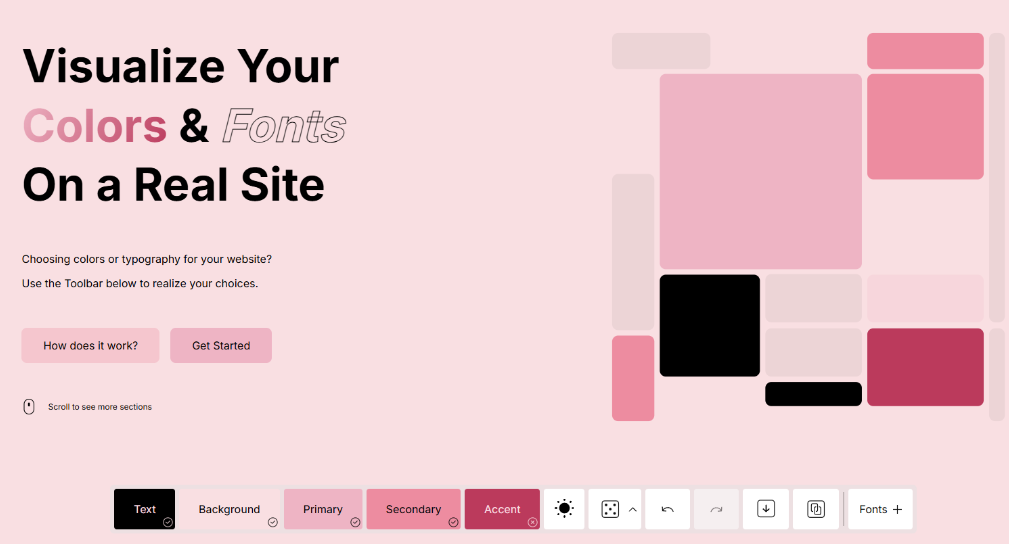 Visualize Your
Colors & Fonts
On a Real Site
Choosing colors or typography for your website?
Use the Toolbar below to realize your choices.
How does it work? Get Started
Scroll to see more sections
Text Background Primary Secondary Accent Fonts +